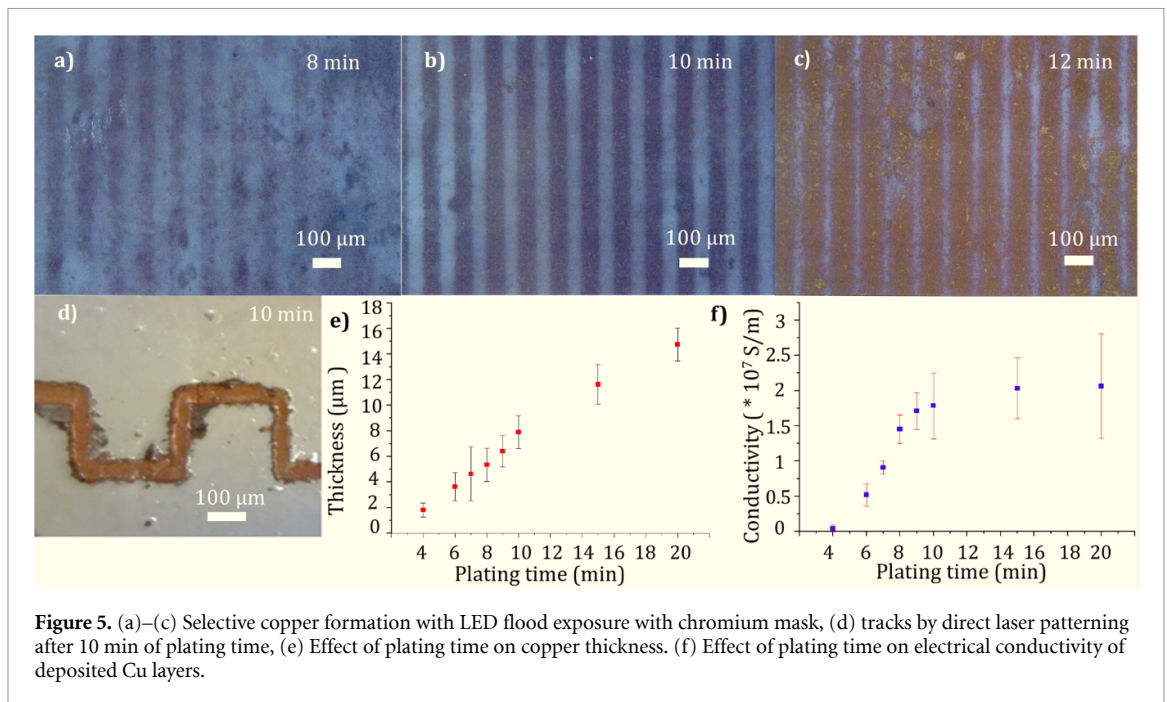 a)
8 min
100 µm
b)
10 min
100 µm
c)
12 min
100 µm
d)
10 min
100 µm
e)
18
16
14
12
10
8
6
4
2
0
Thickness (µm )
4 6 8 10 12 14 16 18 20
Plating time (min)
f)
3
2.5
2
1.5
1
0.5
0
Conductivity ( * 10⁷ S/m)
4 6 8 10 12 14 16 18 20
Plating time (min)
Figure 5. (a)–(c) Selective copper formation with LED flood exposure with chromium mask, (d) tracks by direct laser patterning
after 10 min of plating time, (e) Effect of plating time on copper thickness. (f) Effect of plating time on electrical conductivity of
deposited Cu layers.